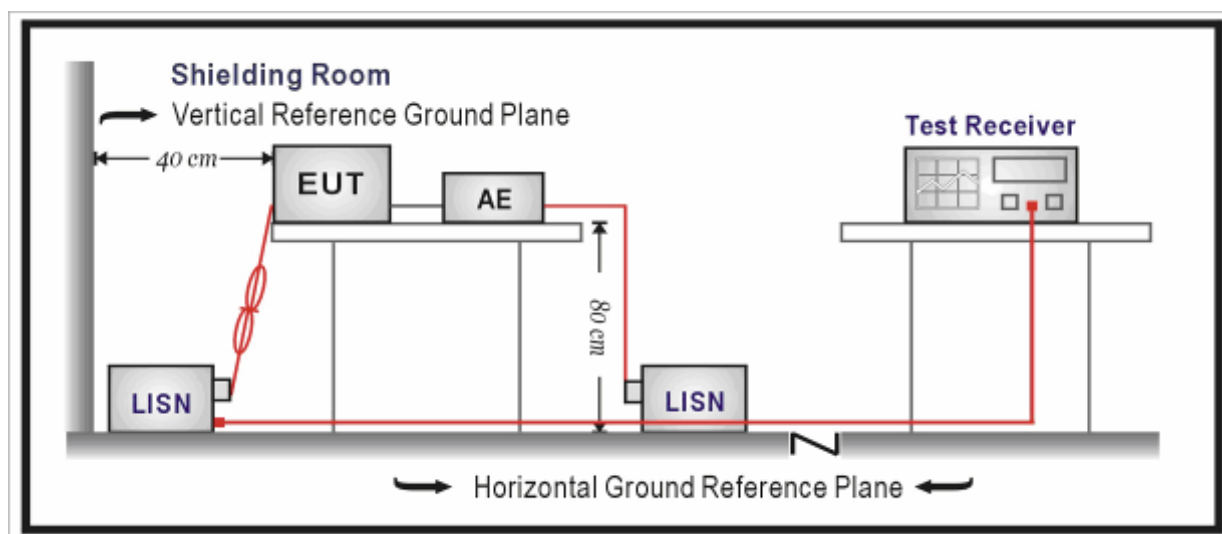 Shielding Room
Vertical Reference Ground Plane
40 cm
EUT
AE
Test Receiver
80 cm
LISN
LISN
Horizontal Ground Reference Plane